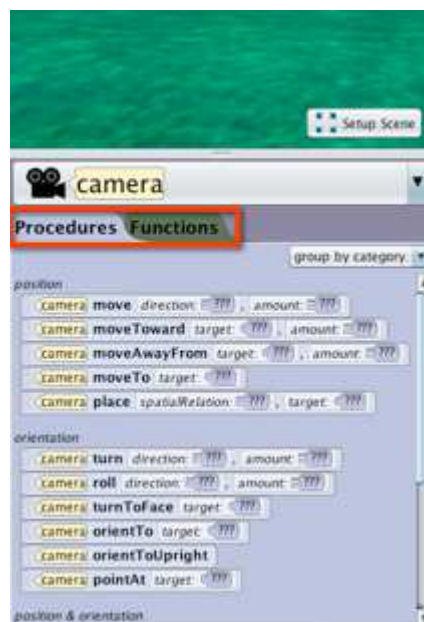 Setup Scene
camera
Procedures Functions
group by category
position
camera move direction: ??? , amount: ???
camera moveToward target: ??? , amount: ???
camera moveAwayFrom target: ??? , amount: ???
camera moveTo target: ???
camera place spatialRelation: ??? , target: ???
orientation
camera turn direction: ??? , amount: ???
camera roll direction: ??? , amount: ???
camera turnToFace target: ???
camera orientTo target: ???
camera orientToUpright
camera pointAt target: ???
position & orientation